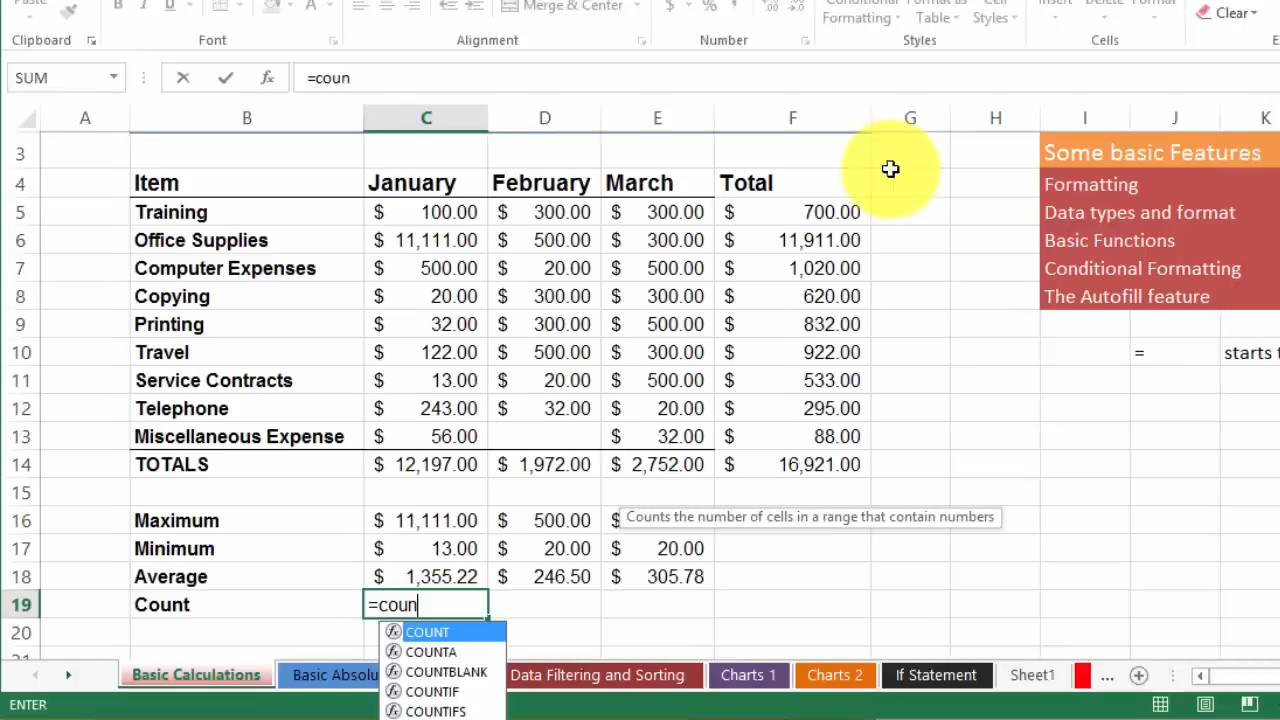 Merge & Center
$ %
Conditional Format as Cell Insert Delete Format
Formatting Table Styles
Clear
Clipboard Font Alignment Number Styles Cells
SUM fx =coun
A B C D E F G H I J K
3 Some basic Features
4 Item January February March Total Formatting
5 Training $ 100.00 $ 300.00 $ 300.00 $ 700.00 Data types and format
6 Office Supplies $ 11,111.00 $ 500.00 $ 300.00 $ 11,911.00 Basic Functions
7 Computer Expenses $ 500.00 $ 20.00 $ 500.00 $ 1,020.00 Conditional Formatting
8 Copying $ 20.00 $ 300.00 $ 300.00 $ 620.00 The Autofill feature
9 Printing $ 32.00 $ 300.00 $ 500.00 $ 832.00
10 Travel $ 122.00 $ 500.00 $ 300.00 $ 922.00 = starts
11 Service Contracts $ 13.00 $ 20.00 $ 500.00 $ 533.00
12 Telephone $ 243.00 $ 32.00 $ 20.00 $ 295.00
13 Miscellaneous Expense $ 56.00 $ 32.00 $ 88.00
14 TOTALS $ 12,197.00 $ 1,972.00 $ 2,752.00 $ 16,921.00
15
16 Maximum $ 11,111.00 $ 500.00 $ Counts the number of cells in a range that contain numbers
17 Minimum $ 13.00 $ 20.00 $ 20.00
18 Average $ 1,355.22 $ 246.50 $ 305.78
19 Count =coun
20 fx COUNT
fx COUNTA
fx COUNTBLANK
fx COUNTIF
fx COUNTIFS
Basic Calculations Basic Absolu Data Filtering and Sorting Charts 1 Charts 2 If Statement Sheet1 ...
ENTER